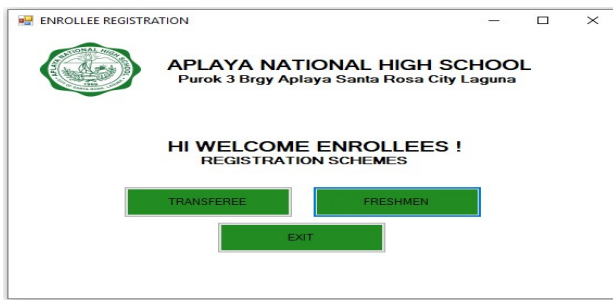 ENROLLEE REGISTRATION
APLAYA NATIONAL HIGH SCHOOL
Purok 3 Brgy Aplaya Santa Rosa City Laguna
HI WELCOME ENROLLEES !
REGISTRATION SCHEMES
TRANSFEREE FRESHMEN
EXIT